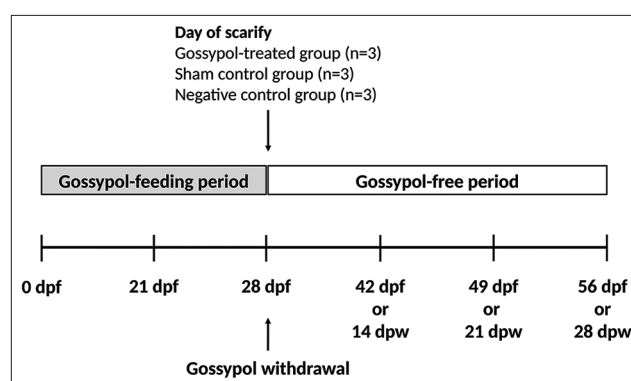 Day of scarify
Gossypol-treated group (n=3)
Sham control group (n=3)
Negative control group (n=3)
Gossypol-feeding period
Gossypol-free period
0 dpf
21 dpf
28 dpf
42 dpf
or
14 dpw
49 dpf
or
21 dpw
56 dpf
or
28 dpw
Gossypol withdrawal